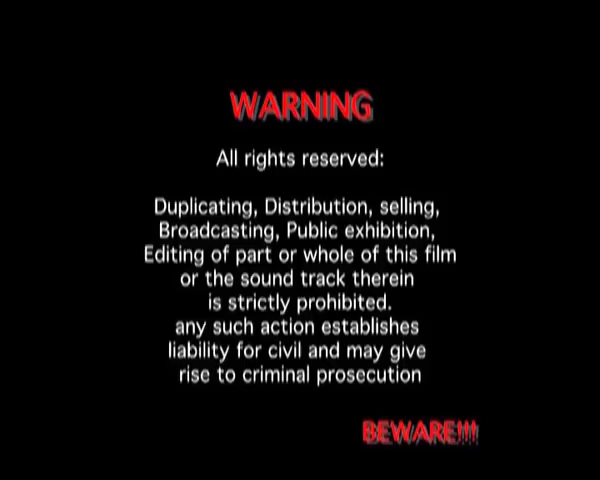 WARNING
All rights reserved:
Duplicating, Distribution, selling,
Broadcasting, Public exhibition,
Editing of part or whole of this film
or the sound track therein
is strictly prohibited.
any such action establishes
liability for civil and may give
rise to criminal prosecution
BEWARE!!!